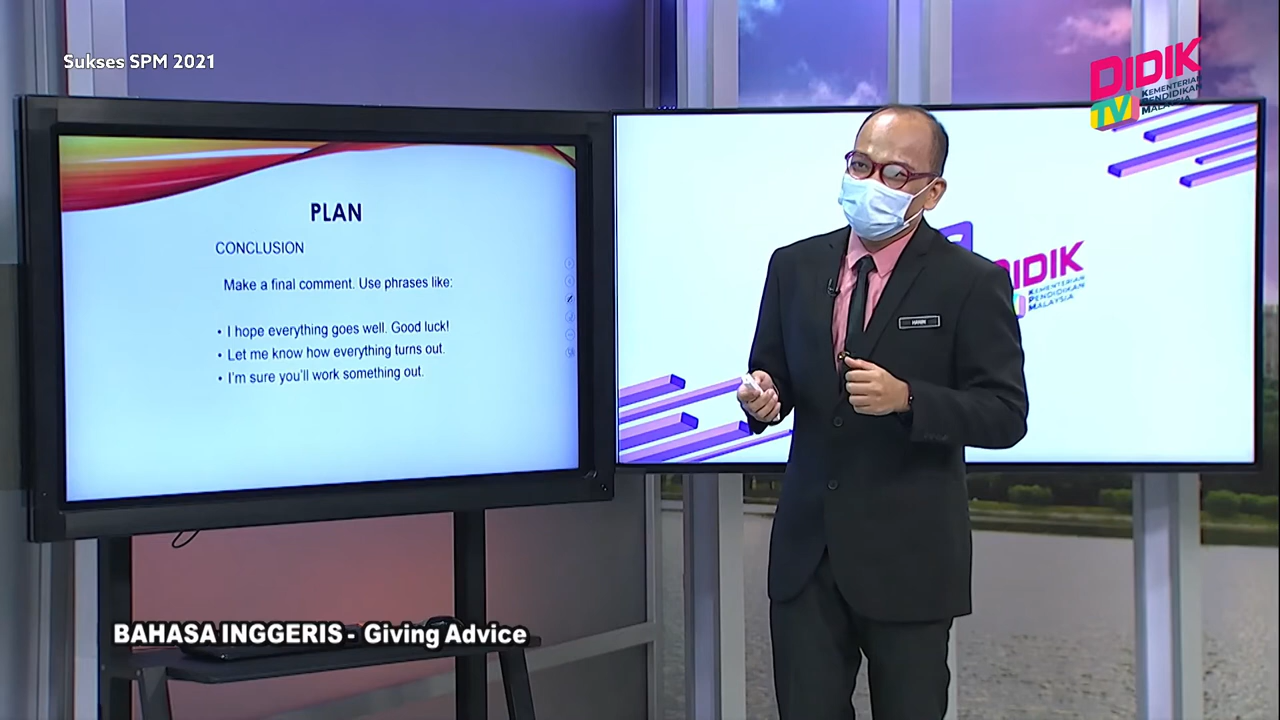 Sukses SPM 2021
DIDIK
TV
KEMENTERIAN
PENDIDIKAN
MALAYSIA
PLAN
CONCLUSION
Make a final comment. Use phrases like:
• I hope everything goes well. Good luck!
• Let me know how everything turns out.
• I'm sure you'll work something out.
DIDIK
KEMENTERIAN
PENDIDIKAN
MALAYSIA
BAHASA INGGERIS - Giving Advice